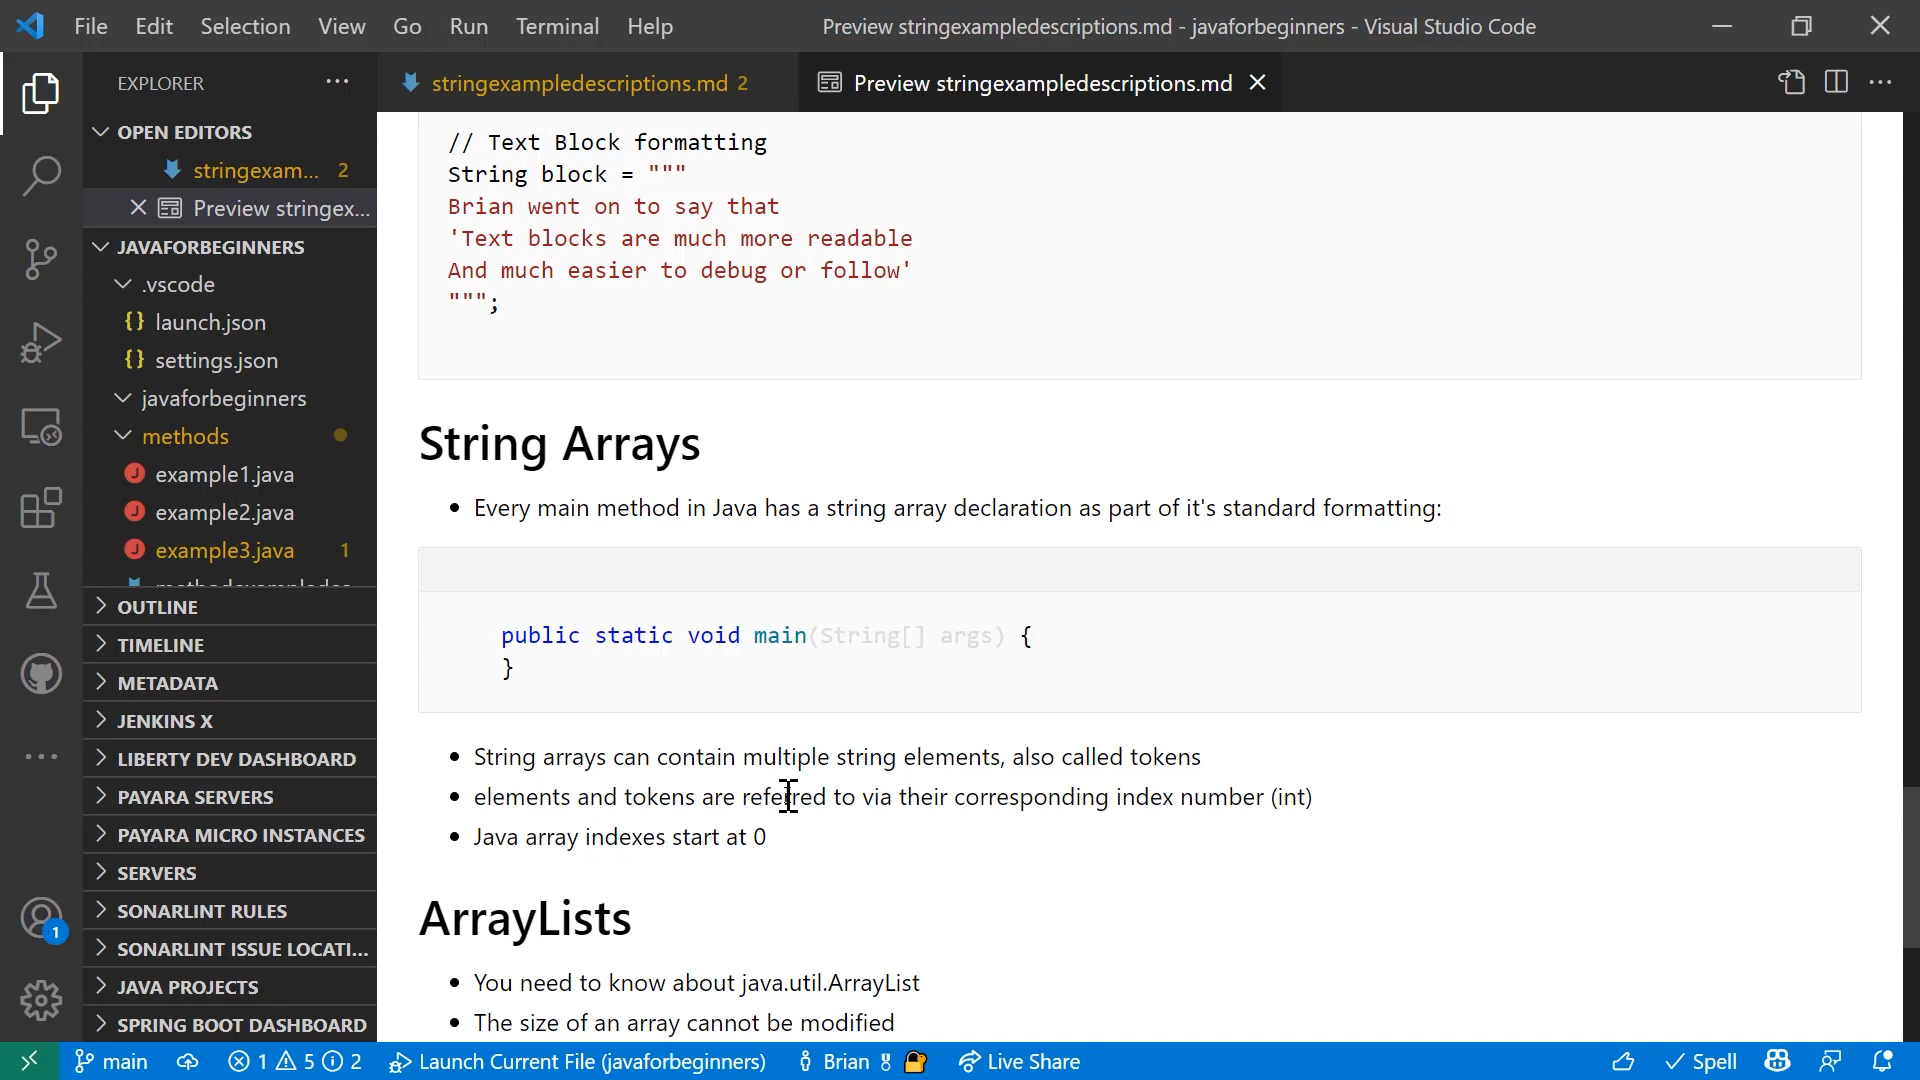 File Edit Selection View Go Run Terminal Help
Preview stringexampledescriptions.md - javaforbeginners - Visual Studio Code
EXPLORER
OPEN EDITORS
stringexam... 2
Preview stringex...
JAVAFORBEGINNERS
.vscode
{} launch.json
{} settings.json
javaforbeginners
methods
J example1.java
J example2.java
J example3.java 1
OUTLINE
TIMELINE
METADATA
JENKINS X
LIBERTY DEV DASHBOARD
PAYARA SERVERS
PAYARA MICRO INSTANCES
SERVERS
SONARLINT RULES
SONARLINT ISSUE LOCATI...
JAVA PROJECTS
SPRING BOOT DASHBOARD
1
stringexampledescriptions.md 2
Preview stringexampledescriptions.md
// Text Block formatting
String block = """
Brian went on to say that
'Text blocks are much more readable
And much easier to debug or follow'
""";
String Arrays
• Every main method in Java has a string array declaration as part of it's standard formatting:
public static void main(String[] args) {
}
• String arrays can contain multiple string elements, also called tokens
• elements and tokens are referred to via their corresponding index number (int)
• Java array indexes start at 0
ArrayLists
• You need to know about java.util.ArrayList
• The size of an array cannot be modified
main 1 5 2 Launch Current File (javaforbeginners) Brian Live Share Spell